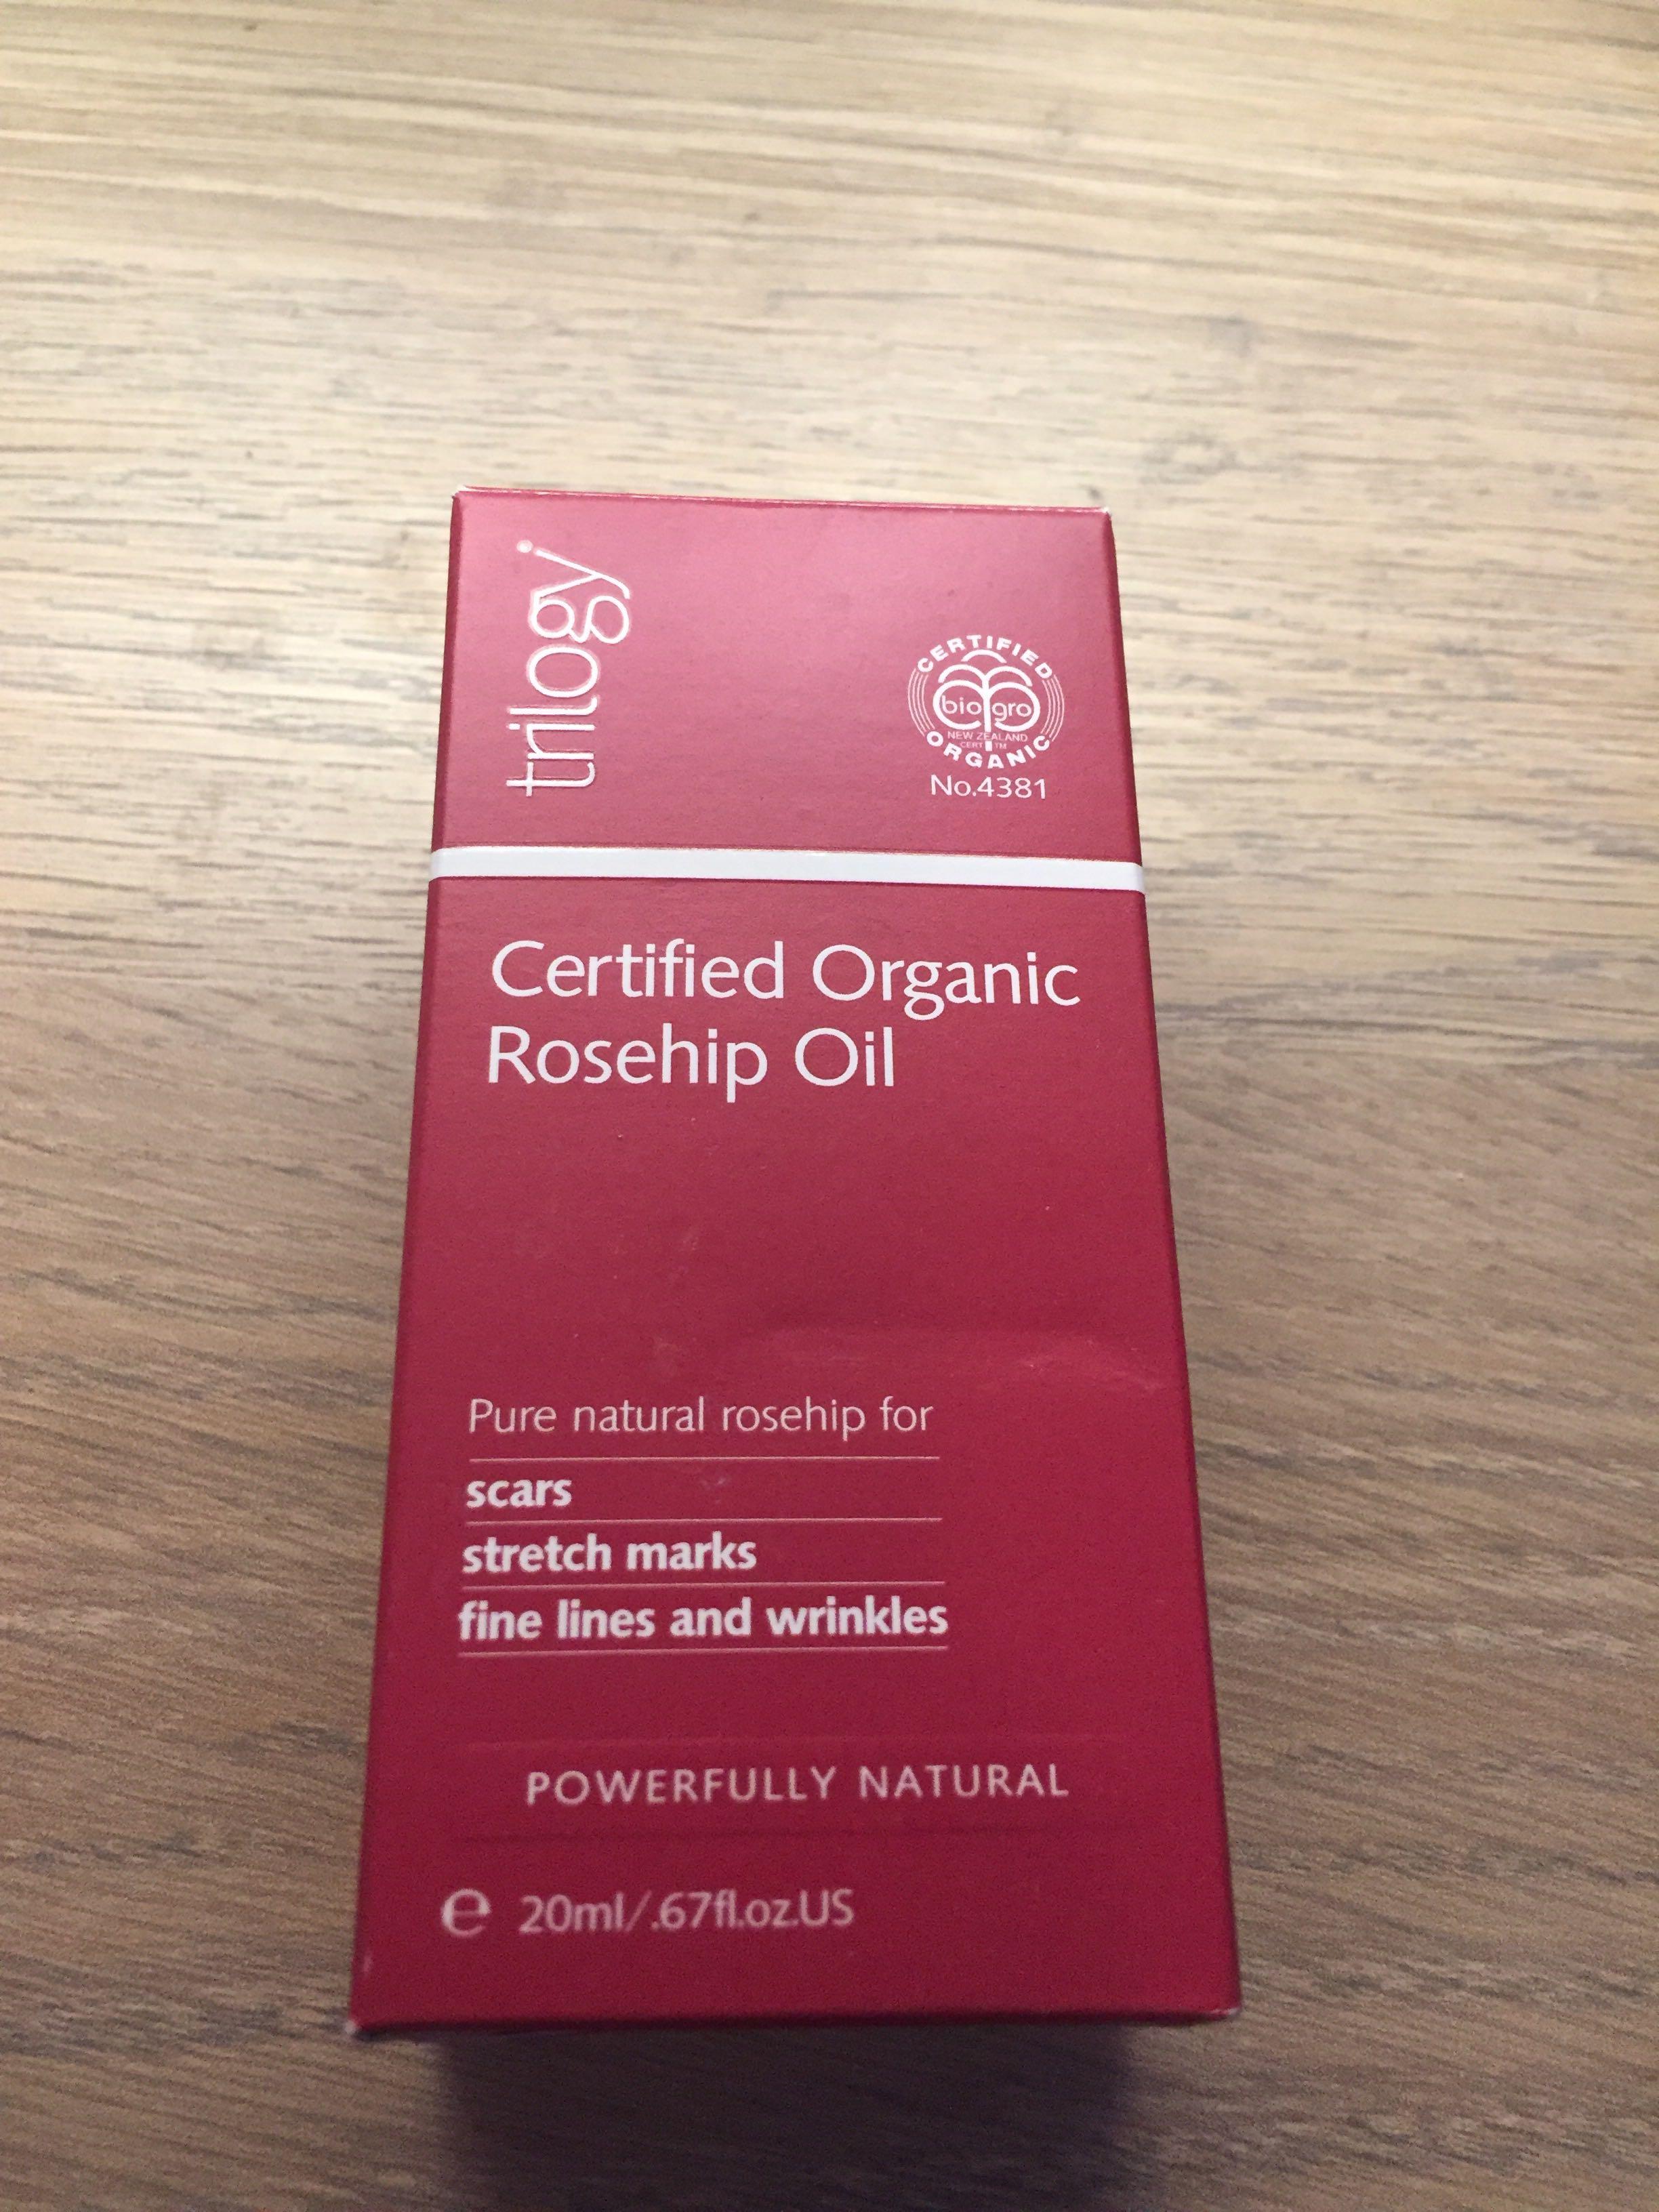 trilogy
CERTIFIED
bio gro
NEW ZEALAND
CERT TM
ORGANIC
No.4381
Certified Organic
Rosehip Oil
Pure natural rosehip for
scars
stretch marks
fine lines and wrinkles
POWERFULLY NATURAL
e 20ml/.67fl.oz.US